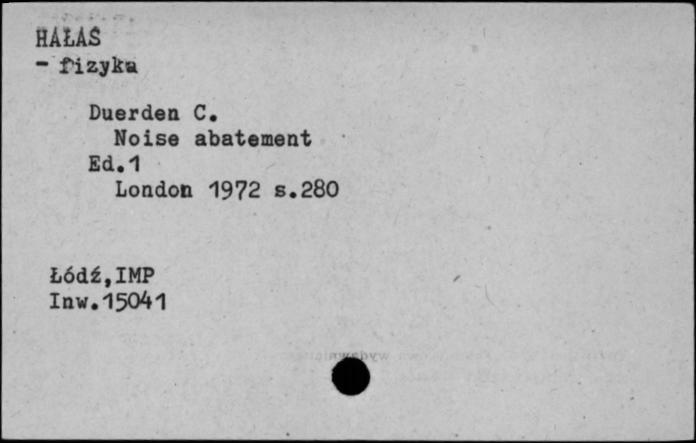 HAŁAS
- fizyka
Duerden C.
Noise abatement
Ed.1
London 1972 s.280
Łódź,IMP
Inw.15041